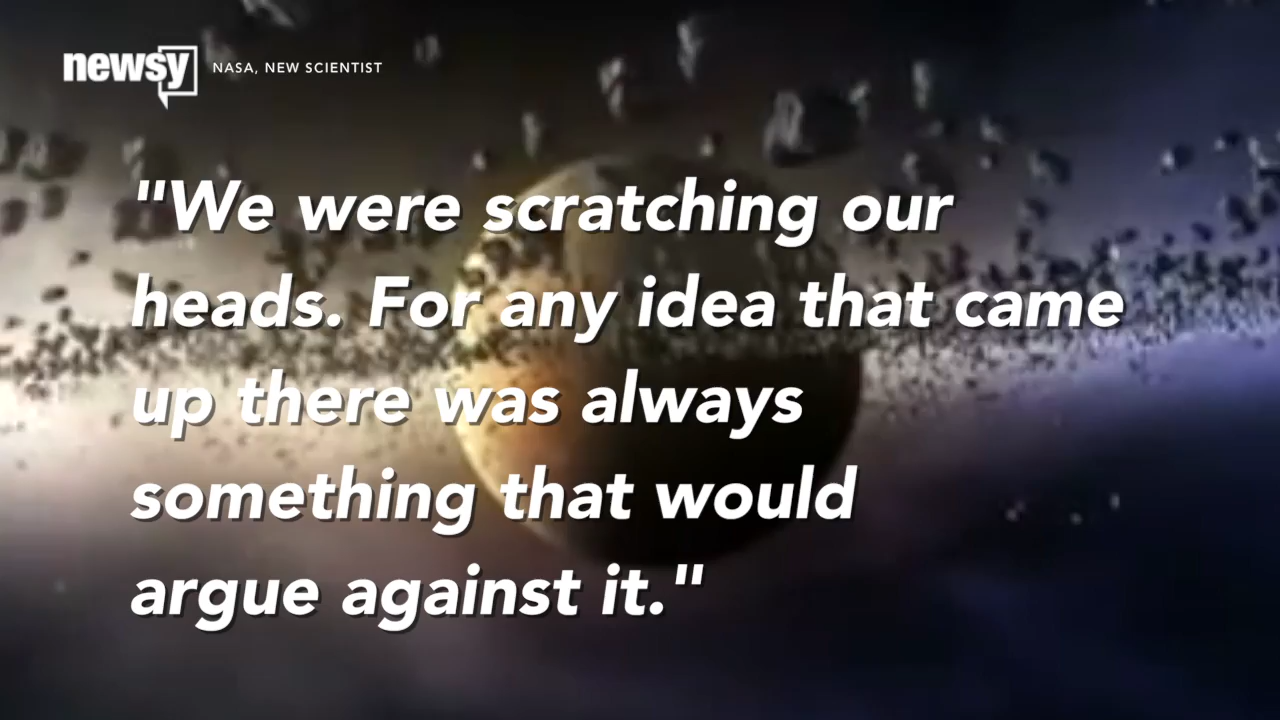 newsy NASA, NEW SCIENTIST
"We were scratching our
heads. For any idea that came
up there was always
something that would
argue against it."